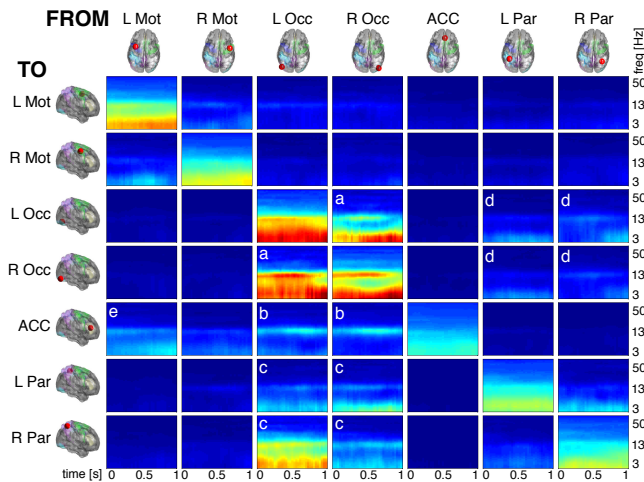 FROM L Mot R Mot L Occ R Occ ACC L Par R Par
freq [Hz]
TO
L Mot 50 13 3
R Mot 50 13 3
L Occ a d d 50 13 3
R Occ a d d 50 13 3
ACC e b b 50 13 3
L Par c c 50 13 3
R Par c c 50 13 3
time [s] 0 0.5 1 0 0.5 1 0 0.5 1 0 0.5 1 0 0.5 1 0 0.5 1 0 0.5 1